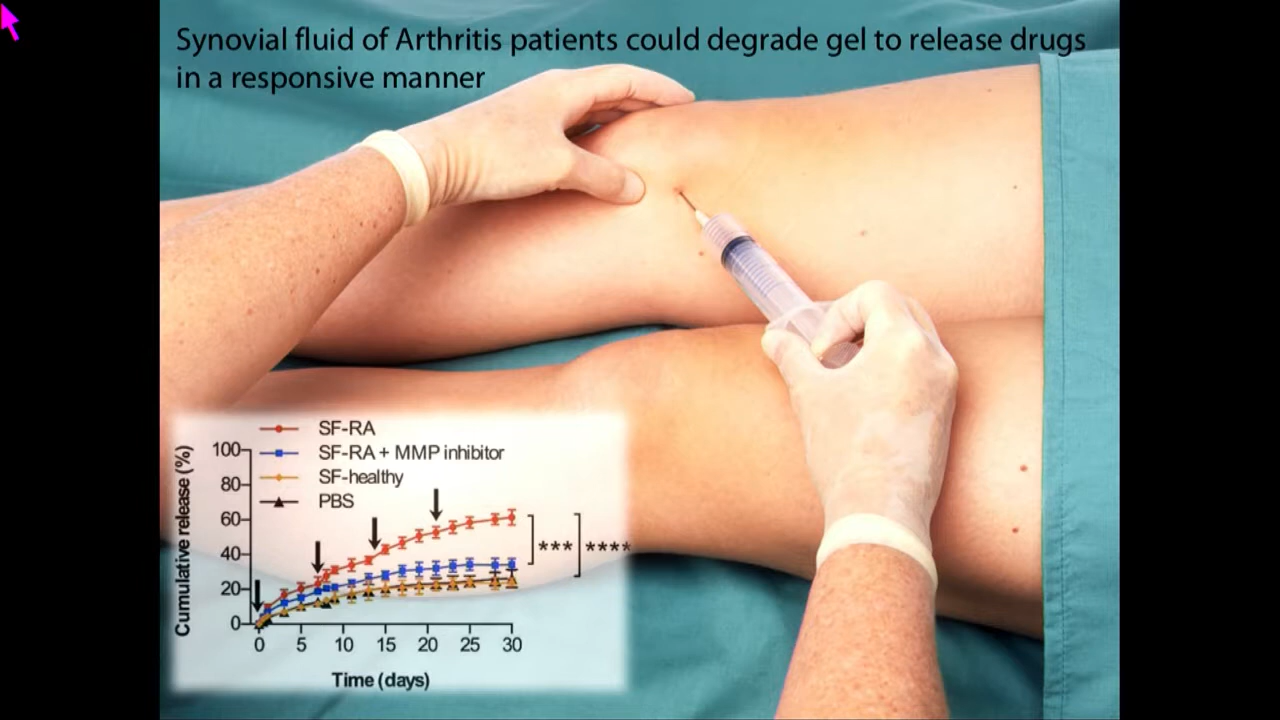 Synovial fluid of Arthritis patients could degrade gel to release drugs
in a responsive manner
SF-RA
SF-RA + MMP inhibitor
SF-healthy
PBS
Cumulative release (%)
100
80
60
40
20
0
*** ****
0 5 10 15 20 25 30
Time (days)